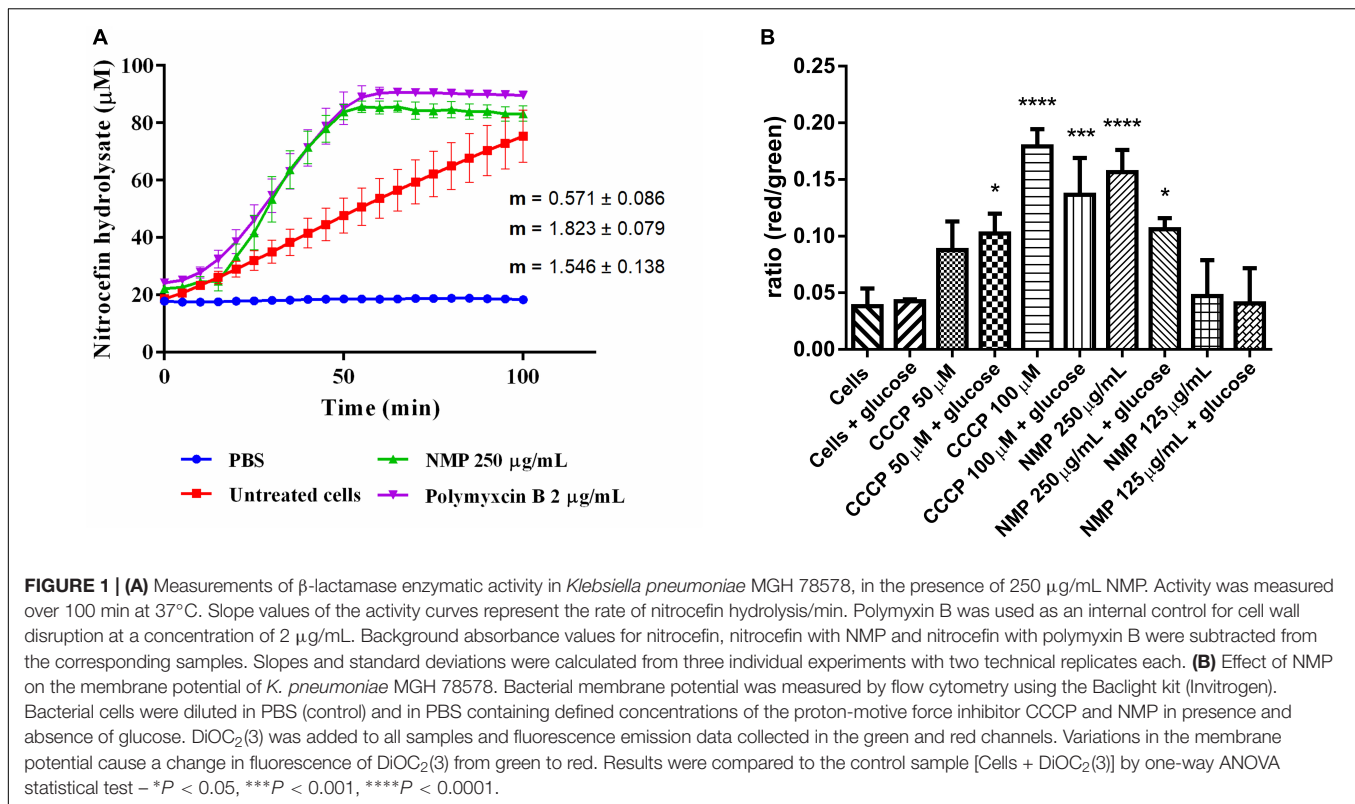 A
Nitrocefin hydrolysate (µM)
100
80
60
40
20
0
0 50 100
Time (min)
m = 0.571 ± 0.086
m = 1.823 ± 0.079
m = 1.546 ± 0.138
PBS
Untreated cells
NMP 250 µg/mL
Polymyxcin B 2 µg/mL
B
ratio (red/green)
0.25
0.20
0.15
0.10
0.05
0.00
*
****
***
****
*
Cells
Cells + glucose
CCCP 50 µM
CCCP 50 µM + glucose
CCCP 100 µM
CCCP 100 µM + glucose
NMP 250 µg/mL
NMP 250 µg/mL + glucose
NMP 125 µg/mL
NMP 125 µg/mL + glucose
FIGURE 1 | (A) Measurements of β-lactamase enzymatic activity in Klebsiella pneumoniae MGH 78578, in the presence of 250 µg/mL NMP. Activity was measured
over 100 min at 37°C. Slope values of the activity curves represent the rate of nitrocefin hydrolysis/min. Polymyxin B was used as an internal control for cell wall
disruption at a concentration of 2 µg/mL. Background absorbance values for nitrocefin, nitrocefin with NMP and nitrocefin with polymyxin B were subtracted from
the corresponding samples. Slopes and standard deviations were calculated from three individual experiments with two technical replicates each. (B) Effect of NMP
on the membrane potential of K. pneumoniae MGH 78578. Bacterial membrane potential was measured by flow cytometry using the Baclight kit (Invitrogen).
Bacterial cells were diluted in PBS (control) and in PBS containing defined concentrations of the proton-motive force inhibitor CCCP and NMP in presence and
absence of glucose. DiOC₂(3) was added to all samples and fluorescence emission data collected in the green and red channels. Variations in the membrane
potential cause a change in fluorescence of DiOC₂(3) from green to red. Results were compared to the control sample [Cells + DiOC₂(3)] by one-way ANOVA
statistical test – *P < 0.05, ***P < 0.001, ****P < 0.0001.